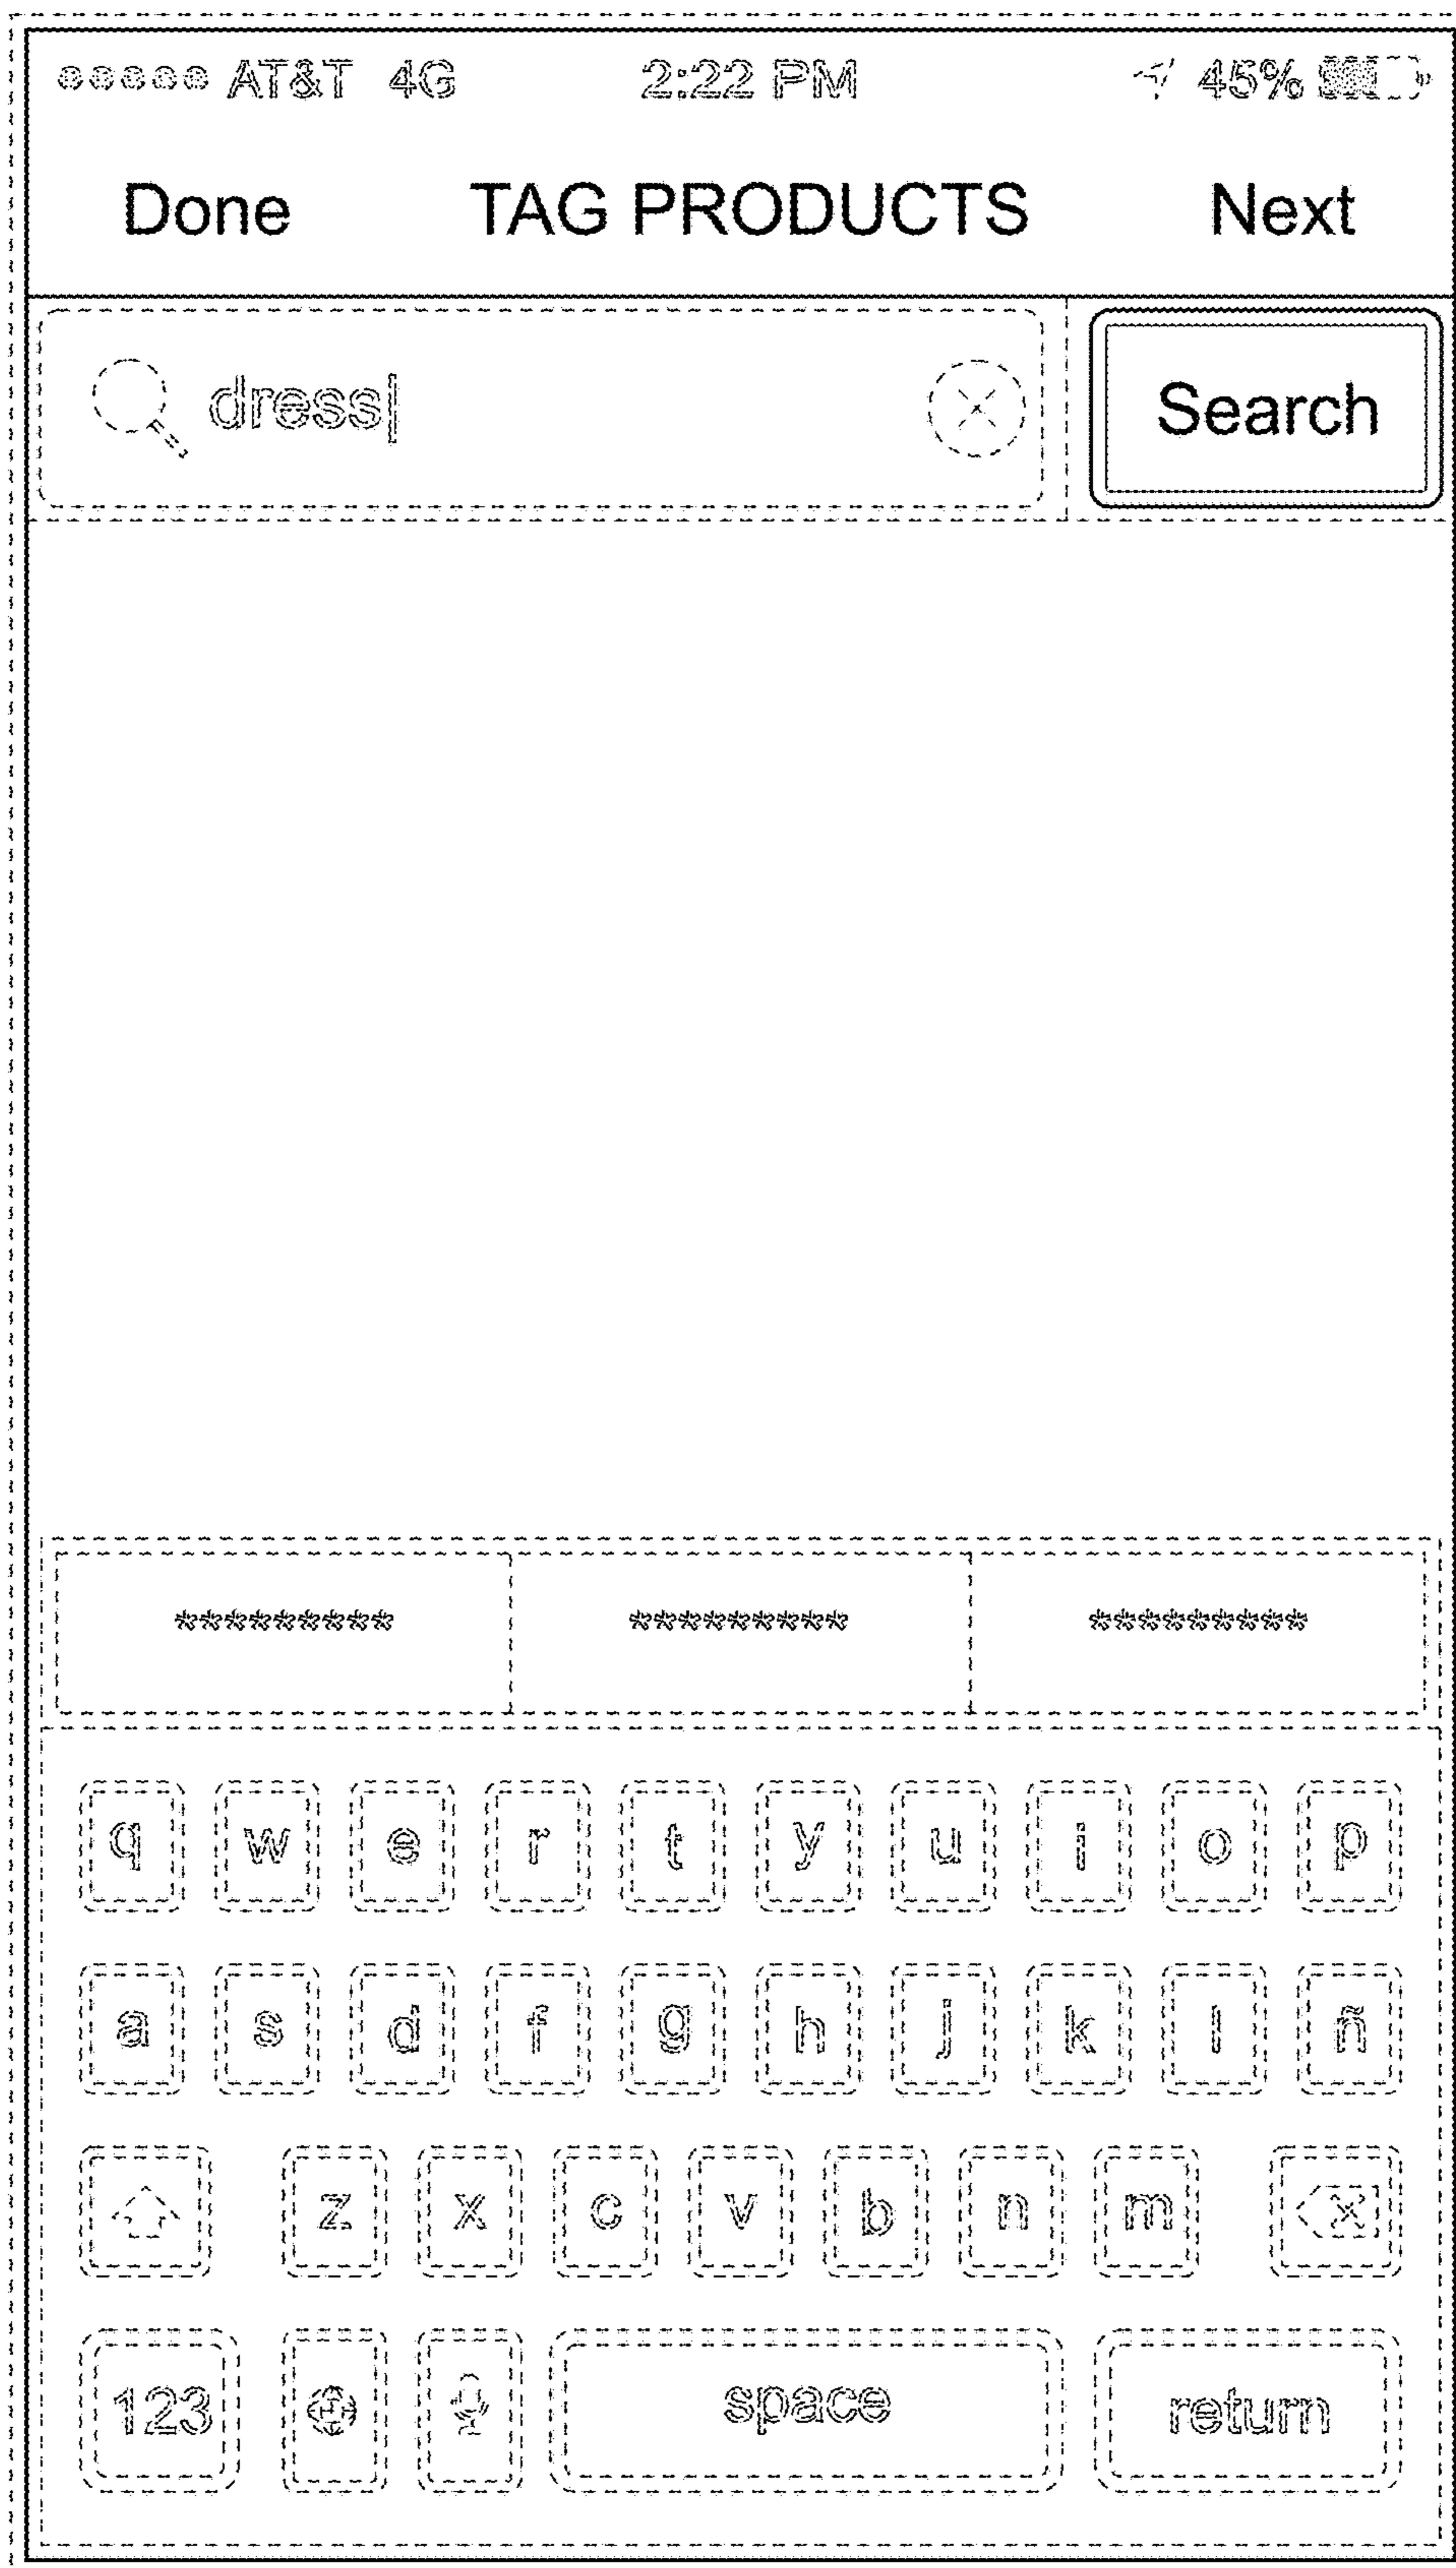 AT&T 4G 2:22 PM 45%
Done TAG PRODUCTS Next
dress Search
********* ********* *********
q w e r t y u i o p
a s d f g h j k l ñ
z x c v b n m
123 space return